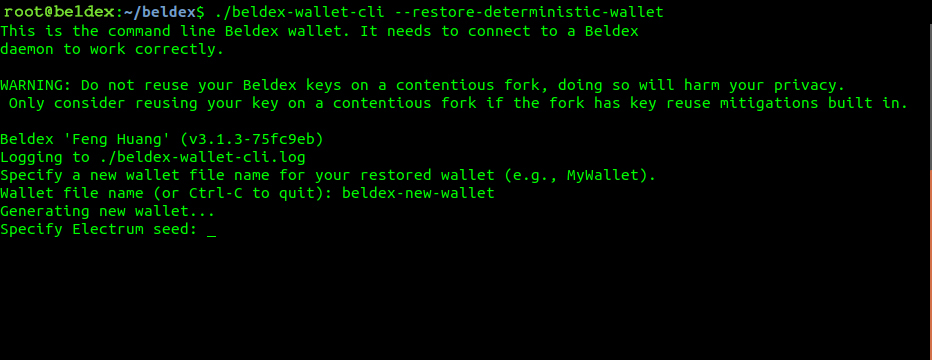 root@beldex:~/beldex$ ./beldex-wallet-cli --restore-deterministic-wallet
This is the command line Beldex wallet. It needs to connect to a Beldex
daemon to work correctly.
WARNING: Do not reuse your Beldex keys on a contentious fork, doing so will harm your privacy.
Only consider reusing your key on a contentious fork if the fork has key reuse mitigations built in.
Beldex 'Feng Huang' (v3.1.3-75fc9eb)
Logging to ./beldex-wallet-cli.log
Specify a new wallet file name for your restored wallet (e.g., MyWallet).
Wallet file name (or Ctrl-C to quit): beldex-new-wallet
Generating new wallet...
Specify Electrum seed: _